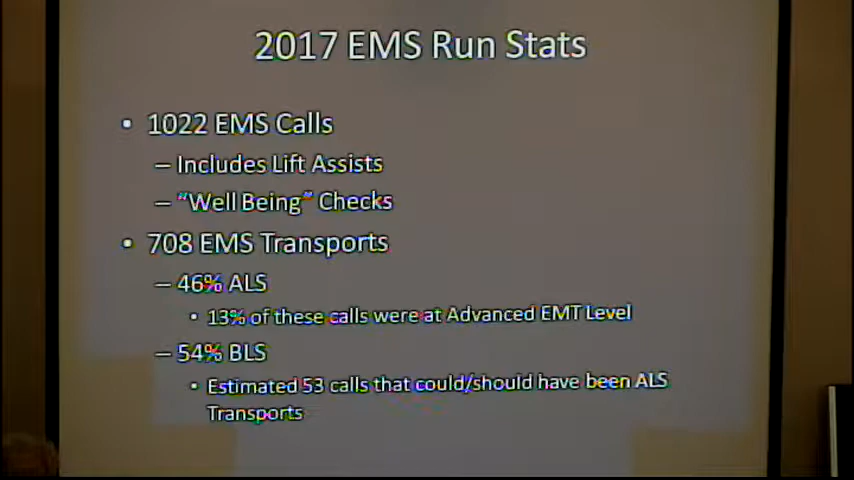 2017 EMS Run Stats
• 1022 EMS Calls
– Includes Lift Assists
– “Well Being” Checks
• 708 EMS Transports
– 46% ALS
• 13% of these calls were at Advanced EMT Level
– 54% BLS
• Estimated 53 calls that could/should have been ALS
Transports